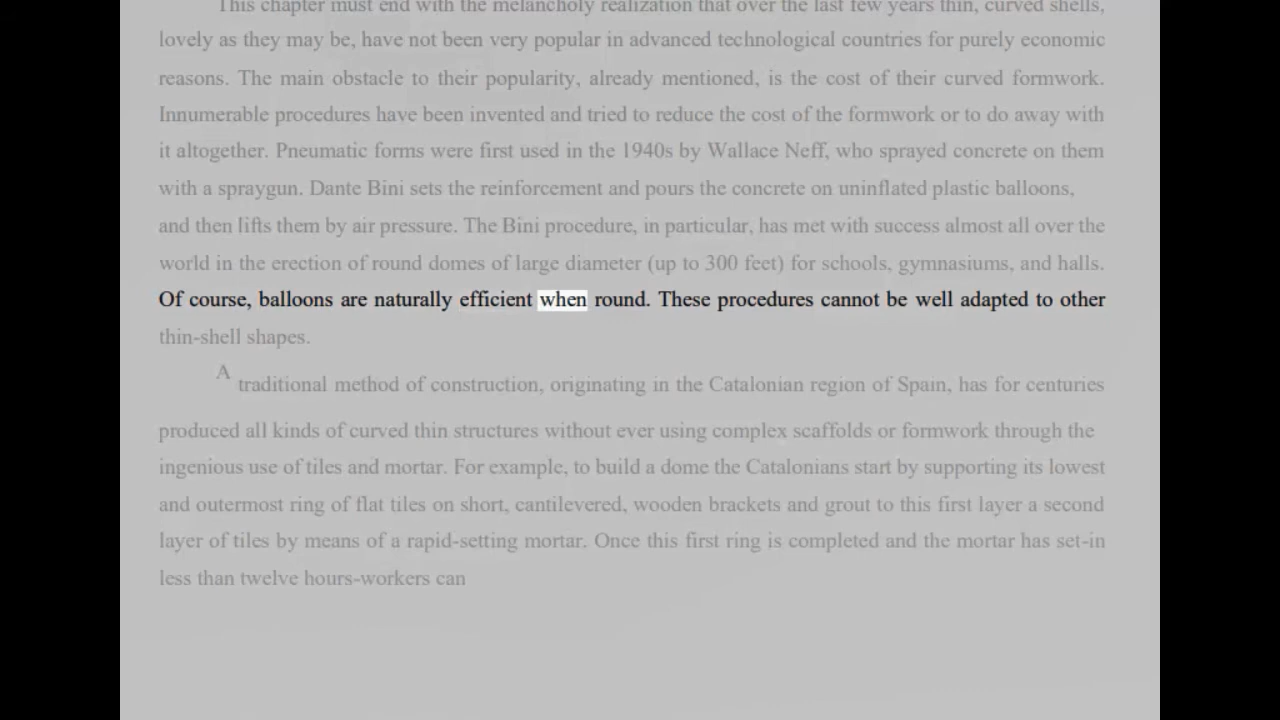 This chapter must end with the melancholy realization that over the last few years thin, curved shells,
lovely as they may be, have not been very popular in advanced technological countries for purely economic
reasons. The main obstacle to their popularity, already mentioned, is the cost of their curved formwork.
Innumerable procedures have been invented and tried to reduce the cost of the formwork or to do away with
it altogether. Pneumatic forms were first used in the 1940s by Wallace Neff, who sprayed concrete on them
with a spraygun. Dante Bini sets the reinforcement and pours the concrete on uninflated plastic balloons,
and then lifts them by air pressure. The Bini procedure, in particular, has met with success almost all over the
world in the erection of round domes of large diameter (up to 300 feet) for schools, gymnasiums, and halls.
Of course, balloons are naturally efficient when round. These procedures cannot be well adapted to other
thin-shell shapes.
A traditional method of construction, originating in the Catalonian region of Spain, has for centuries
produced all kinds of curved thin structures without ever using complex scaffolds or formwork through the
ingenious use of tiles and mortar. For example, to build a dome the Catalonians start by supporting its lowest
and outermost ring of flat tiles on short, cantilevered, wooden brackets and grout to this first layer a second
layer of tiles by means of a rapid-setting mortar. Once this first ring is completed and the mortar has set-in
less than twelve hours-workers can